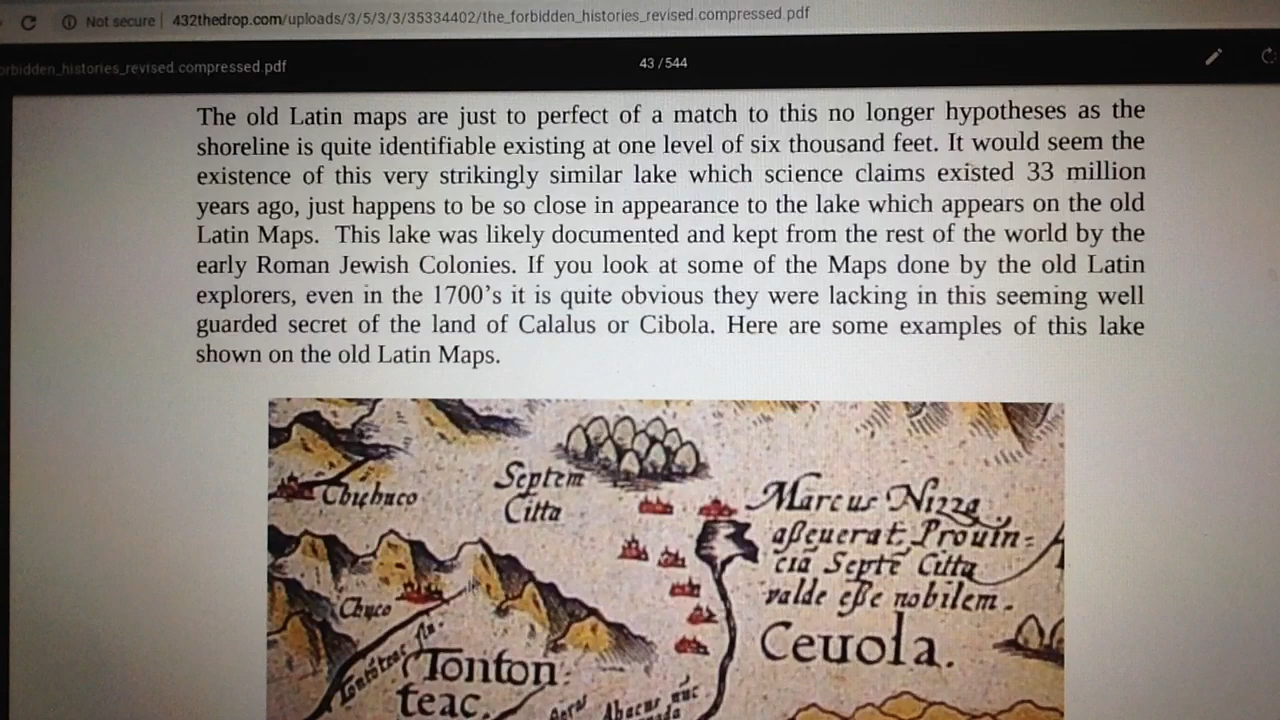 Not secure | 432thedrop.com/uploads/3/5/3/3/35334402/the_forbidden_histories_revised.compressed.pdf
orbidden_histories_revised.compressed.pdf
43 / 544
The old Latin maps are just to perfect of a match to this no longer hypotheses as the
shoreline is quite identifiable existing at one level of six thousand feet. It would seem the
existence of this very strikingly similar lake which science claims existed 33 million
years ago, just happens to be so close in appearance to the lake which appears on the old
Latin Maps. This lake was likely documented and kept from the rest of the world by the
early Roman Jewish Colonies. If you look at some of the Maps done by the old Latin
explorers, even in the 1700's it is quite obvious they were lacking in this seeming well
guarded secret of the land of Calalus or Cibola. Here are some examples of this lake
shown on the old Latin Maps.
Septem
Citta
Chichuco
Marcus Nizza
aßeuerat, Prouin=
ciā Septē Citta
valde eße nobilem.
Chuco
Ceuola.
Tonton
teac.
Abacus nūc